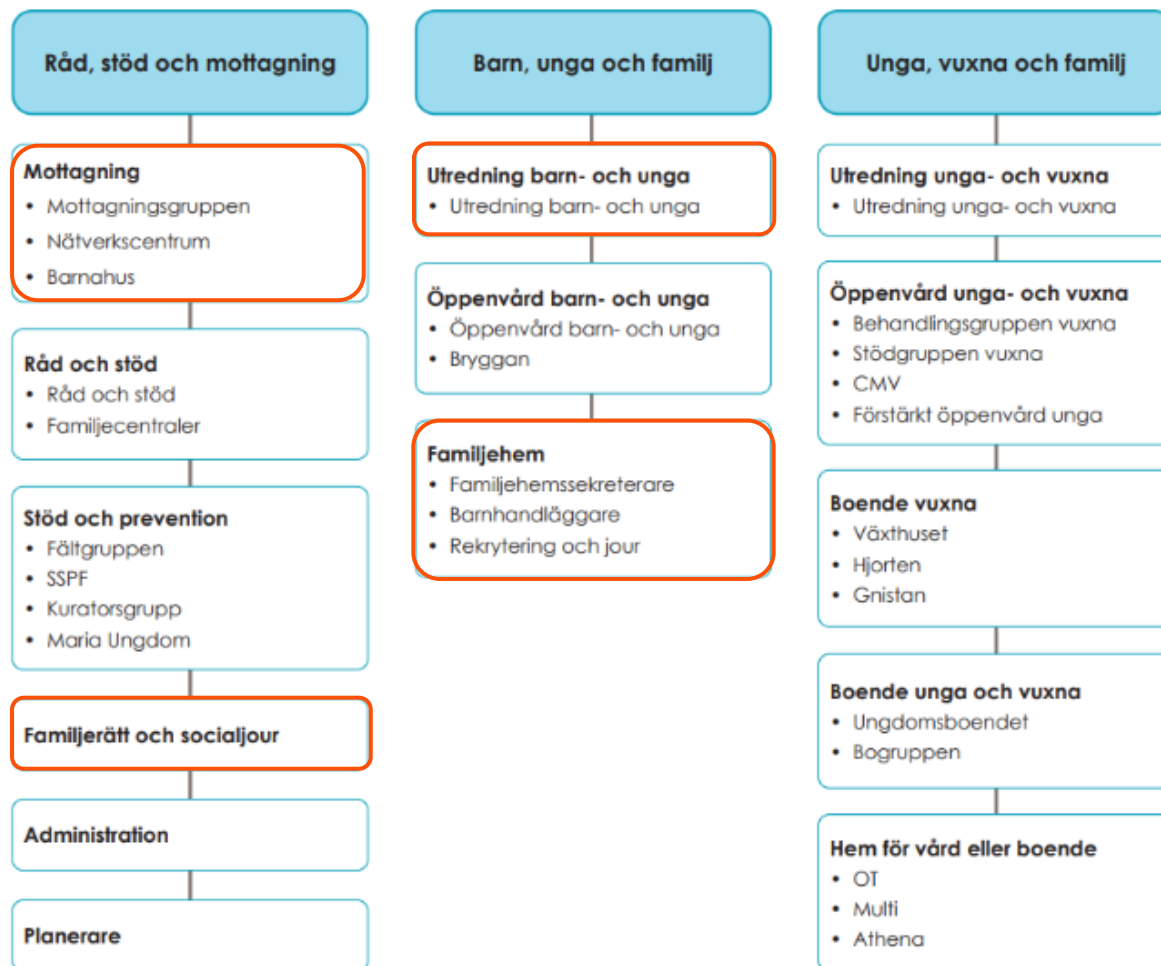 Råd, stöd och mottagning
Mottagning
• Mottagningsgruppen
• Nätverkscentrum
• Barnahus
Råd och stöd
• Råd och stöd
• Familjecentraler
Stöd och prevention
• Fältgruppen
• SSPF
• Kuratorsgrupp
• Maria Ungdom
Familjerätt och socialjour
Administration
Planerare
Barn, unga och familj
Utredning barn- och unga
• Utredning barn- och unga
Öppenvård barn- och unga
• Öppenvård barn- och unga
• Bryggan
Familjehem
• Familjehemssekreterare
• Barnhandläggare
• Rekrytering och jour
Unga, vuxna och familj
Utredning unga- och vuxna
• Utredning unga- och vuxna
Öppenvård unga- och vuxna
• Behandlingsgruppen vuxna
• Stödgruppen vuxna
• CMV
• Förstärkt öppenvård unga
Boende vuxna
• Växthuset
• Hjorten
• Gnistan
Boende unga och vuxna
• Ungdomsboendet
• Bogruppen
Hem för vård eller boende
• OT
• Multi
• Athena